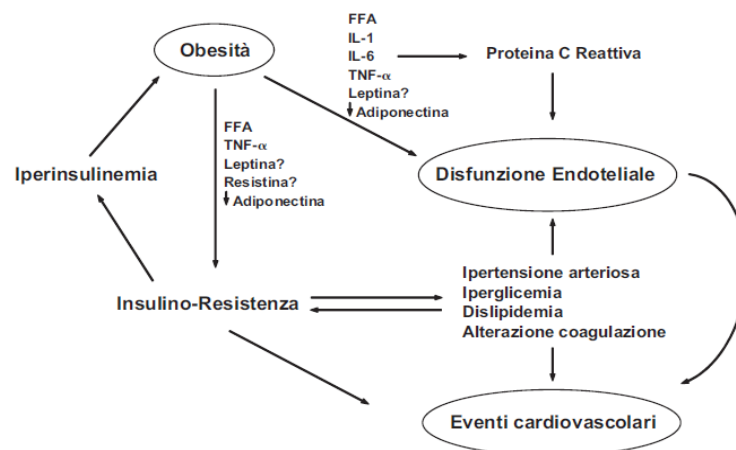 Obesità
FFA
IL-1
IL-6
TNF-α
Leptina?
Adiponectina
Proteina C Reattiva
FFA
TNF-α
Leptina?
Resistina?
Adiponectina
Iperinsulinemia
Disfunzione Endoteliale
Insulino-Resistenza
Ipertensione arteriosa
Iperglicemia
Dislipidemia
Alterazione coagulazione
Eventi cardiovascolari